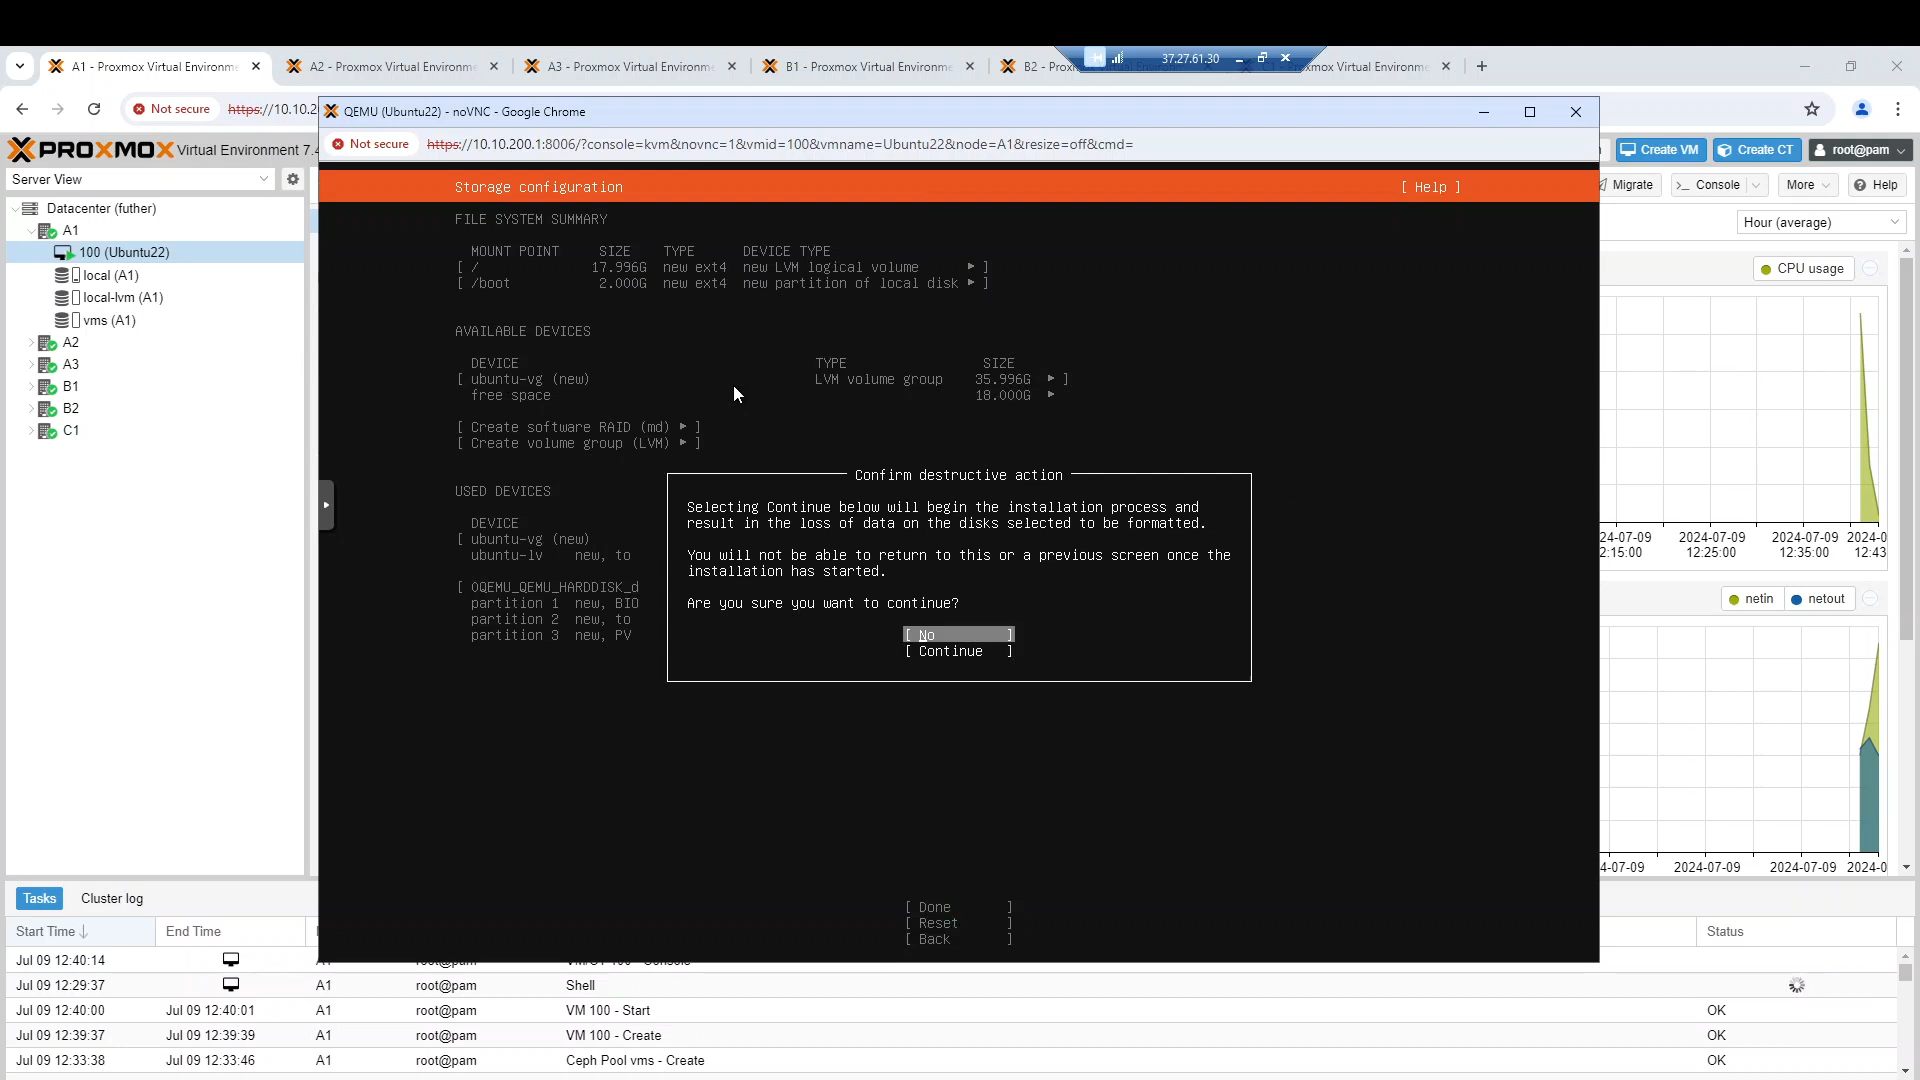 A1 - Proxmox Virtual Environm
A2 - Proxmox Virtual Environm
A3 - Proxmox Virtual Environm
B1 - Proxmox Virtual Environm
B2 - Prox
37.27.61.30
C1 - Proxmox Virtual Environm
Not secure https://10.10.2
QEMU (Ubuntu22) - noVNC - Google Chrome
Not secure https://10.10.200.1:8006/?console=kvm&novnc=1&vmid=100&vmname=Ubuntu22&node=A1&resize=off&cmd=
PROXMOX Virtual Environment 7.4
Create VM
Create CT
root@pam
Server View
Migrate
Console
More
Help
Hour (average)
Datacenter (futher)
A1
100 (Ubuntu22)
local (A1)
local-lvm (A1)
vms (A1)
A2
A3
B1
B2
C1
Storage configuration [ Help ]
FILE SYSTEM SUMMARY
MOUNT POINT SIZE TYPE DEVICE TYPE
[ / 17.996G new ext4 new LVM logical volume ▸ ]
[ /boot 2.000G new ext4 new partition of local disk ▸ ]
AVAILABLE DEVICES
DEVICE TYPE SIZE
[ ubuntu-vg (new) LVM volume group 35.996G ▸ ]
free space 18.000G ▸
[ Create software RAID (md) ▸ ]
[ Create volume group (LVM) ▸ ]
USED DEVICES
DEVICE
[ ubuntu-vg (new)
ubuntu-lv new, to
[ 0QEMU_QEMU_HARDDISK_d
partition 1 new, BIO
partition 2 new, to
partition 3 new, PV
Confirm destructive action
Selecting Continue below will begin the installation process and
result in the loss of data on the disks selected to be formatted.
You will not be able to return to this or a previous screen once the
installation has started.
Are you sure you want to continue?
[ No ]
[ Continue ]
[ Done ]
[ Reset ]
[ Back ]
CPU usage
24-07-09 2024-07-09 2024-07-09 2024-0
2:15:00 12:25:00 12:35:00 12:43
netin
netout
4-07-09 2024-07-09 2024-07-09 2024-0
Tasks
Cluster log
Start Time End Time Status
Jul 09 12:40:14 A1 root@pam VM/CT 100 - Console
Jul 09 12:29:37 A1 root@pam Shell
Jul 09 12:40:00 Jul 09 12:40:01 A1 root@pam VM 100 - Start OK
Jul 09 12:39:37 Jul 09 12:39:39 A1 root@pam VM 100 - Create OK
Jul 09 12:33:38 Jul 09 12:33:46 A1 root@pam Ceph Pool vms - Create OK